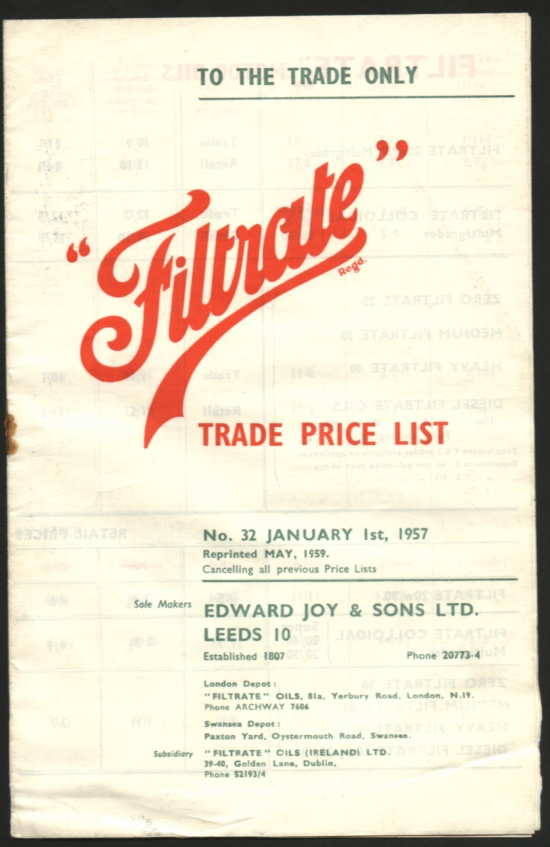 TO THE TRADE ONLY
"Filtrate"
Regd.
TRADE PRICE LIST
No. 32 JANUARY 1st, 1957
Reprinted MAY, 1959.
Cancelling all previous Price Lists
Sole Makers EDWARD JOY & SONS LTD.
LEEDS 10
Established 1807 Phone 20773-4
London Depot:
"FILTRATE" OILS, 81a, Yerbury Road, London, N.19.
Phone ARCHWAY 7606
Swansea Depot:
Paxton Yard, Oystermouth Road, Swansea.
Subsidiary "FILTRATE" OILS (IRELAND) LTD.
39-40, Golden Lane, Dublin.
Phone 52193/4